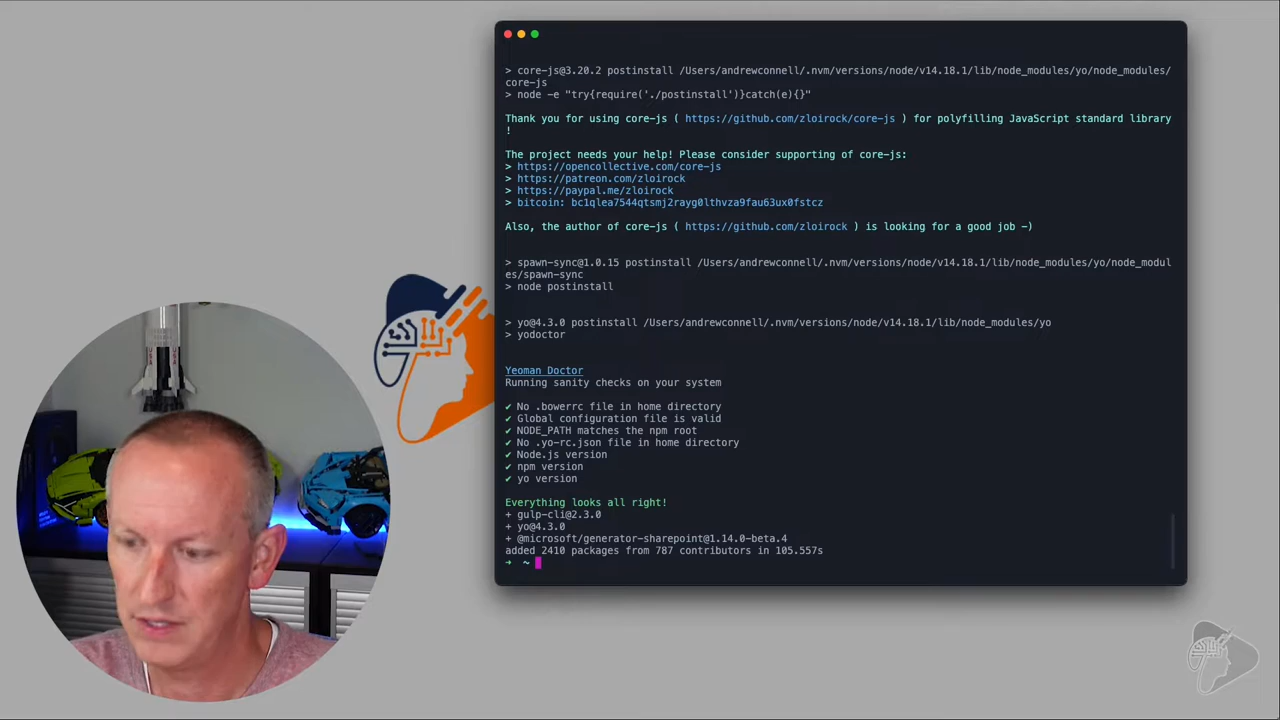 > core-js@3.20.2 postinstall /Users/andrewconnell/.nvm/versions/node/v14.18.1/lib/node_modules/yo/node_modules/
core-js
> node -e "try{require('./postinstall')}catch(e){}"
Thank you for using core-js ( https://github.com/zloirock/core-js ) for polyfilling JavaScript standard library
!
The project needs your help! Please consider supporting of core-js:
> https://opencollective.com/core-js
> https://patreon.com/zloirock
> https://paypal.me/zloirock
> bitcoin: bc1qlea7544qtsmj2rayg0lthvza9fau63ux0fstcz
Also, the author of core-js ( https://github.com/zloirock ) is looking for a good job -)
> spawn-sync@1.0.15 postinstall /Users/andrewconnell/.nvm/versions/node/v14.18.1/lib/node_modules/yo/node_modul
es/spawn-sync
> node postinstall
> yo@4.3.0 postinstall /Users/andrewconnell/.nvm/versions/node/v14.18.1/lib/node_modules/yo
> yodoctor
Yeoman Doctor
Running sanity checks on your system
✔ No .bowerrc file in home directory
✔ Global configuration file is valid
✔ NODE_PATH matches the npm root
✔ No .yo-rc.json file in home directory
✔ Node.js version
✔ npm version
✔ yo version
Everything looks all right!
+ gulp-cli@2.3.0
+ yo@4.3.0
+ @microsoft/generator-sharepoint@1.14.0-beta.4
added 2410 packages from 787 contributors in 105.557s
➜ ~
USA
USA